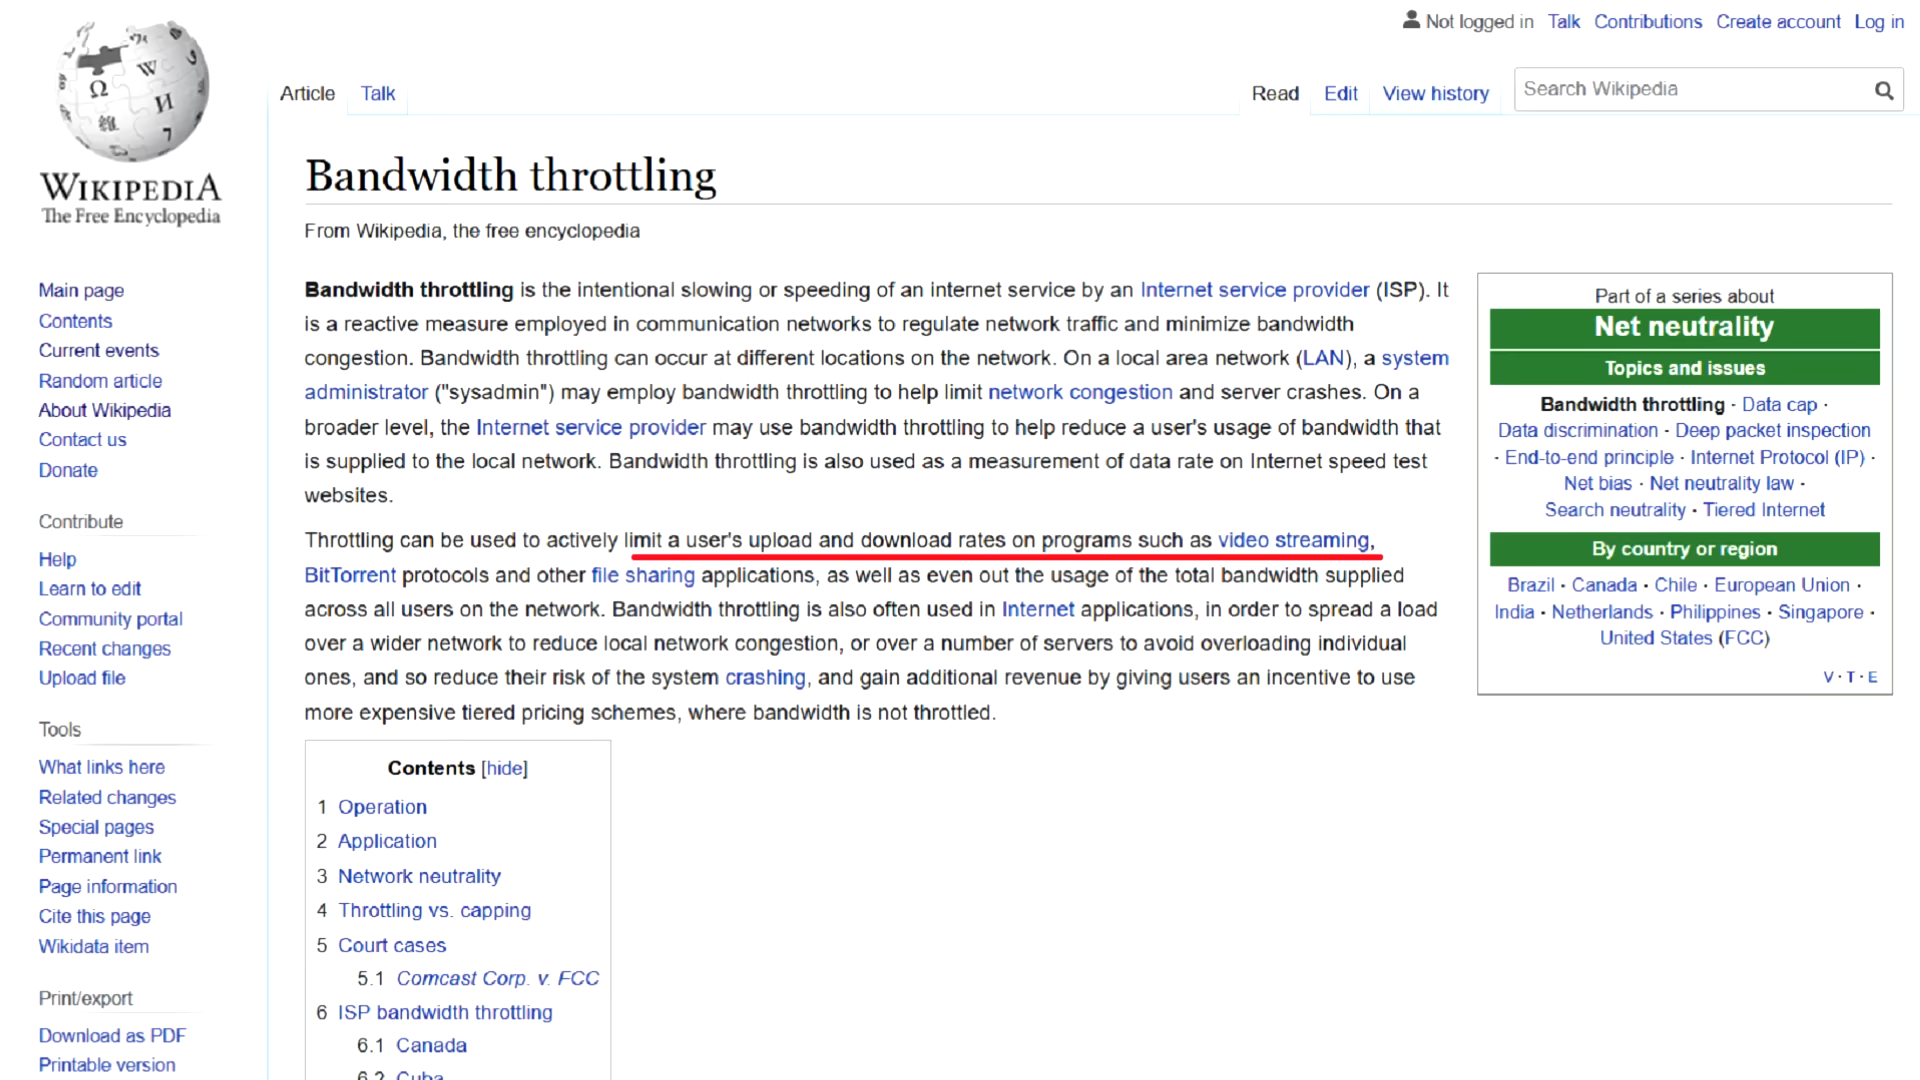 Not logged in Talk Contributions Create account Log in
Article Talk
Read Edit View history
Search Wikipedia
WIKIPEDIA
The Free Encyclopedia
Main page
Contents
Current events
Random article
About Wikipedia
Contact us
Donate
Contribute
Help
Learn to edit
Community portal
Recent changes
Upload file
Tools
What links here
Related changes
Special pages
Permanent link
Page information
Cite this page
Wikidata item
Print/export
Download as PDF
Printable version
Bandwidth throttling
From Wikipedia, the free encyclopedia
Bandwidth throttling is the intentional slowing or speeding of an internet service by an Internet service provider (ISP). It
is a reactive measure employed in communication networks to regulate network traffic and minimize bandwidth
congestion. Bandwidth throttling can occur at different locations on the network. On a local area network (LAN), a system
administrator ("sysadmin") may employ bandwidth throttling to help limit network congestion and server crashes. On a
broader level, the Internet service provider may use bandwidth throttling to help reduce a user's usage of bandwidth that
is supplied to the local network. Bandwidth throttling is also used as a measurement of data rate on Internet speed test
websites.
Throttling can be used to actively limit a user's upload and download rates on programs such as video streaming,
BitTorrent protocols and other file sharing applications, as well as even out the usage of the total bandwidth supplied
across all users on the network. Bandwidth throttling is also often used in Internet applications, in order to spread a load
over a wider network to reduce local network congestion, or over a number of servers to avoid overloading individual
ones, and so reduce their risk of the system crashing, and gain additional revenue by giving users an incentive to use
more expensive tiered pricing schemes, where bandwidth is not throttled.
Contents [hide]
1 Operation
2 Application
3 Network neutrality
4 Throttling vs. capping
5 Court cases
5.1 Comcast Corp. v. FCC
6 ISP bandwidth throttling
6.1 Canada
6.2 Cuba
Part of a series about
Net neutrality
Topics and issues
Bandwidth throttling · Data cap ·
Data discrimination · Deep packet inspection
· End-to-end principle · Internet Protocol (IP) ·
Net bias · Net neutrality law ·
Search neutrality · Tiered Internet
By country or region
Brazil · Canada · Chile · European Union ·
India · Netherlands · Philippines · Singapore ·
United States (FCC)
V · T · E